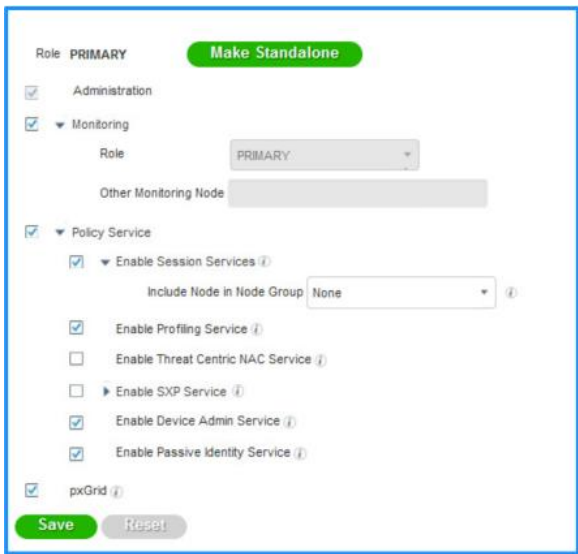 Role PRIMARY Make Standalone
Administration
Monitoring
Role PRIMARY
Other Monitoring Node
Policy Service
Enable Session Services
Include Node in Node Group None
Enable Profiling Service
Enable Threat Centric NAC Service
Enable SXP Service
Enable Device Admin Service
Enable Passive Identity Service
pxGrid
Save Reset